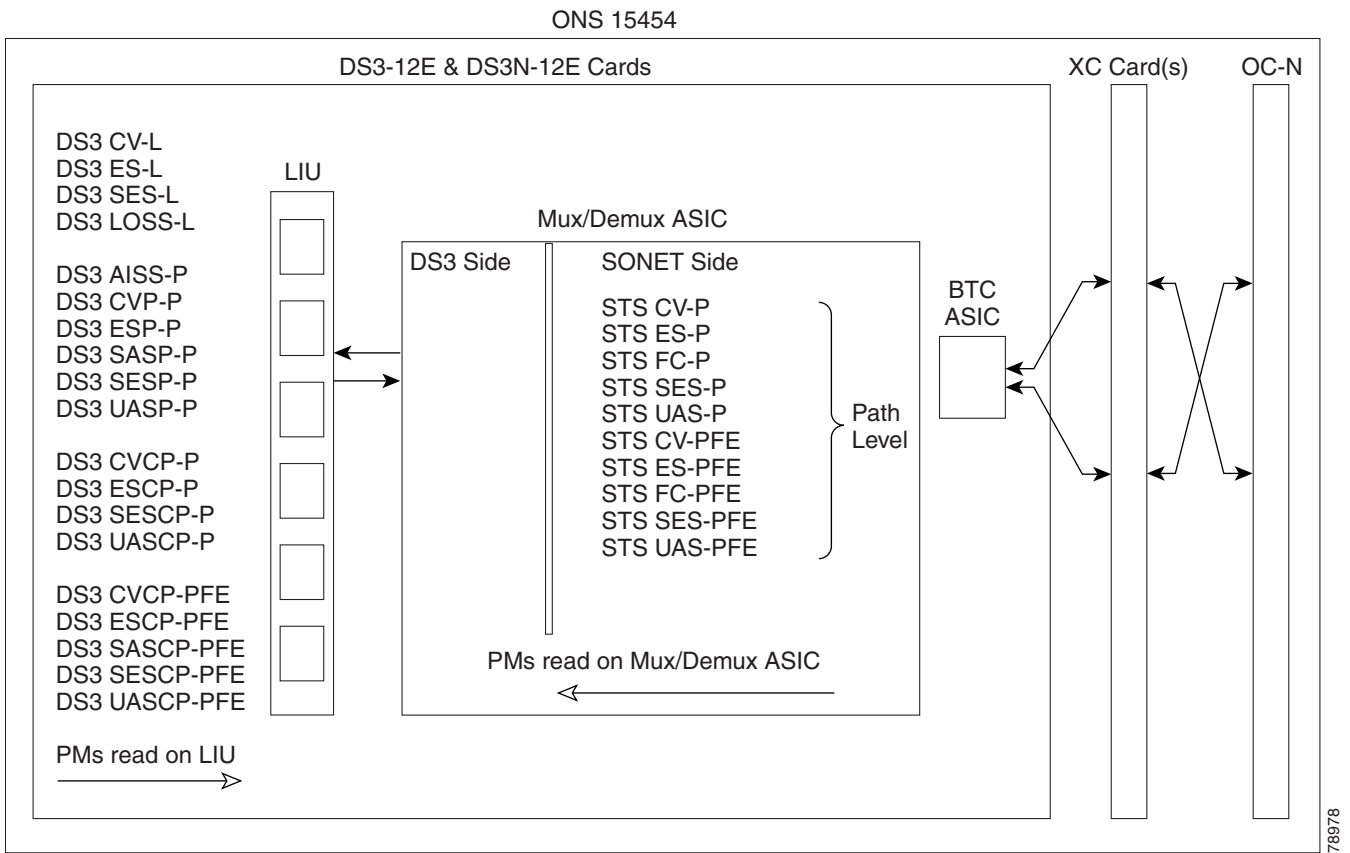 ONS 15454
DS3-12E & DS3N-12E Cards
XC Card(s)
OC-N
DS3 CV-L
DS3 ES-L
DS3 SES-L
DS3 LOSS-L
DS3 AISS-P
DS3 CVP-P
DS3 ESP-P
DS3 SASP-P
DS3 SESP-P
DS3 UASP-P
DS3 CVCP-P
DS3 ESCP-P
DS3 SESCP-P
DS3 UASCP-P
DS3 CVCP-PFE
DS3 ESCP-PFE
DS3 SASCP-PFE
DS3 SESCP-PFE
DS3 UASCP-PFE
PMs read on LIU
LIU
Mux/Demux ASIC
DS3 Side
SONET Side
STS CV-P
STS ES-P
STS FC-P
STS SES-P
STS UAS-P
STS CV-PFE
STS ES-PFE
STS FC-PFE
STS SES-PFE
STS UAS-PFE
Path
Level
PMs read on Mux/Demux ASIC
BTC
ASIC
78978